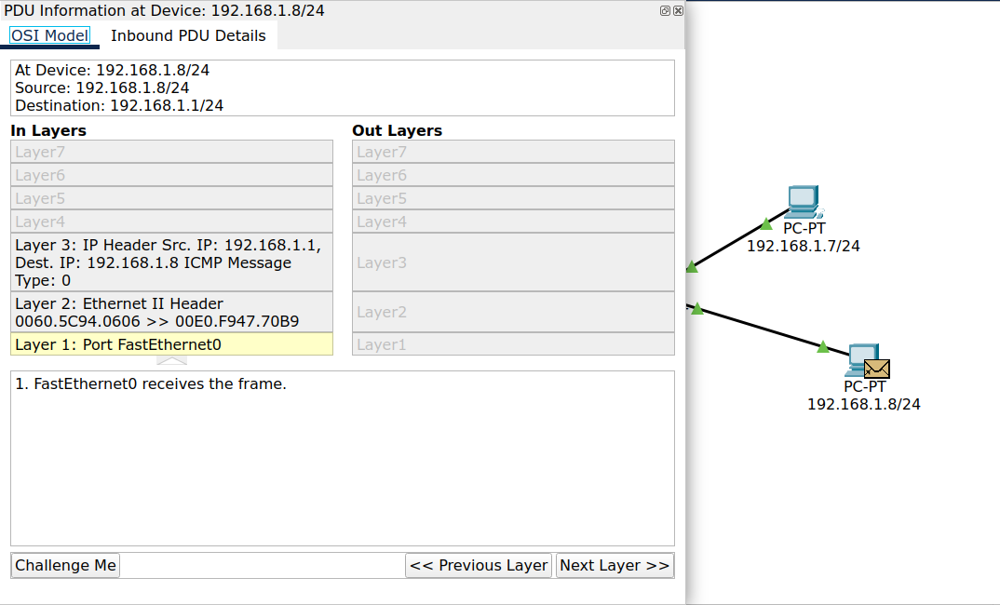 PDU Information at Device: 192.168.1.8/24
OSI Model
Inbound PDU Details
At Device: 192.168.1.8/24
Source: 192.168.1.8/24
Destination: 192.168.1.1/24
In Layers
Layer7
Layer6
Layer5
Layer4
Layer 3: IP Header Src. IP: 192.168.1.1,
Dest. IP: 192.168.1.8 ICMP Message
Type: 0
Layer 2: Ethernet II Header
0060.5C94.0606 >> 00E0.F947.70B9
Layer 1: Port FastEthernet0
Out Layers
Layer7
Layer6
Layer5
Layer4
Layer3
Layer2
Layer1
1. FastEthernet0 receives the frame.
Challenge Me
<< Previous Layer
Next Layer >>
PC-PT
192.168.1.7/24
PC-PT
192.168.1.8/24